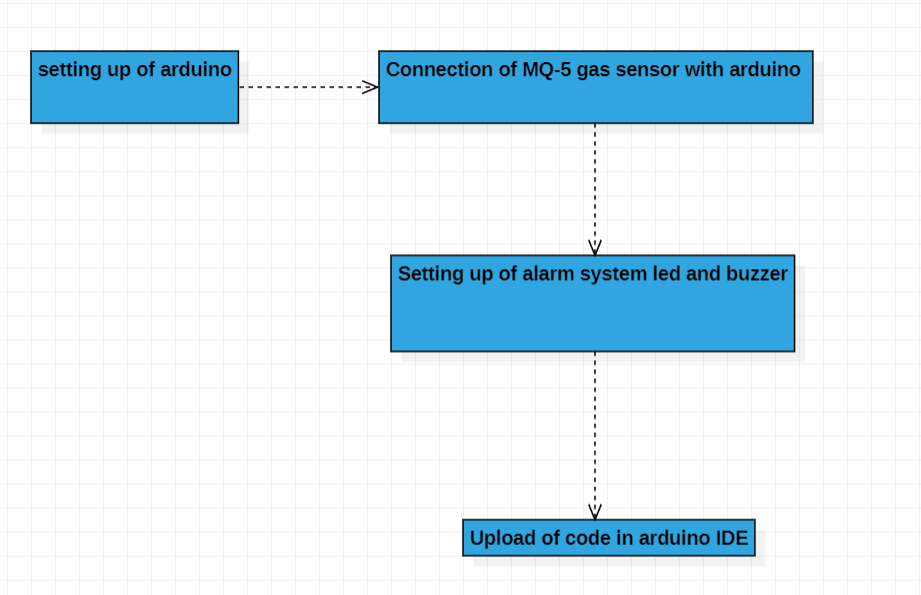 setting up of arduino
Connection of MQ-5 gas sensor with arduino
Setting up of alarm system led and buzzer
Upload of code in arduino IDE